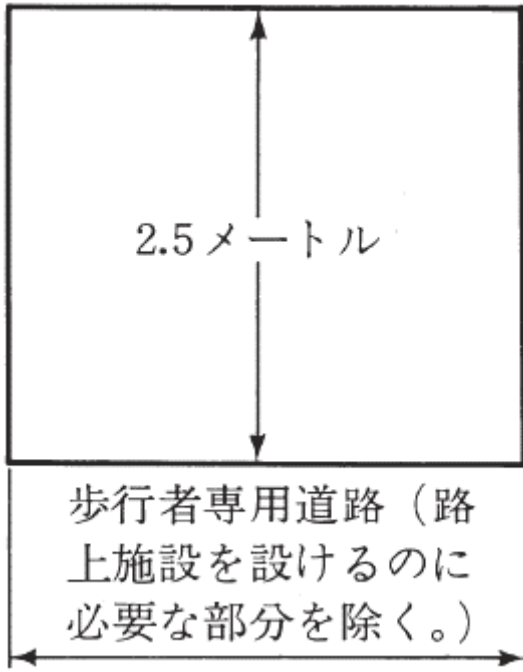 2.5メートル
歩行者専用道路(路
上施設を設けるのに
必要な部分を除く。)